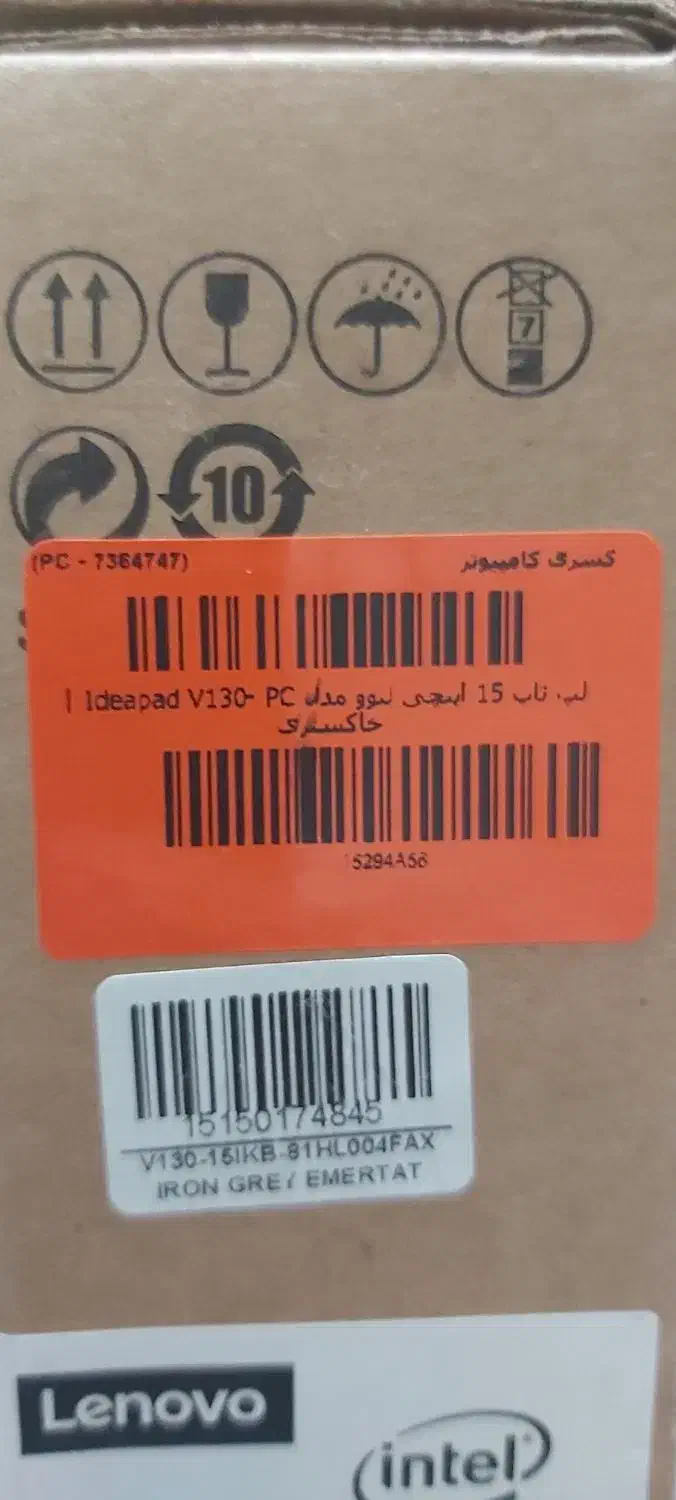 7
10
(PC - 7364747) کسری کامپیوتر
لپ تاپ 15 اینچی لنوو مدل Ideapad V130- PC
خاکستری
15294A56
15150174845
V130-15IKB-81HL004FAX
IRON GREY EMERTAT
Lenovo
intel